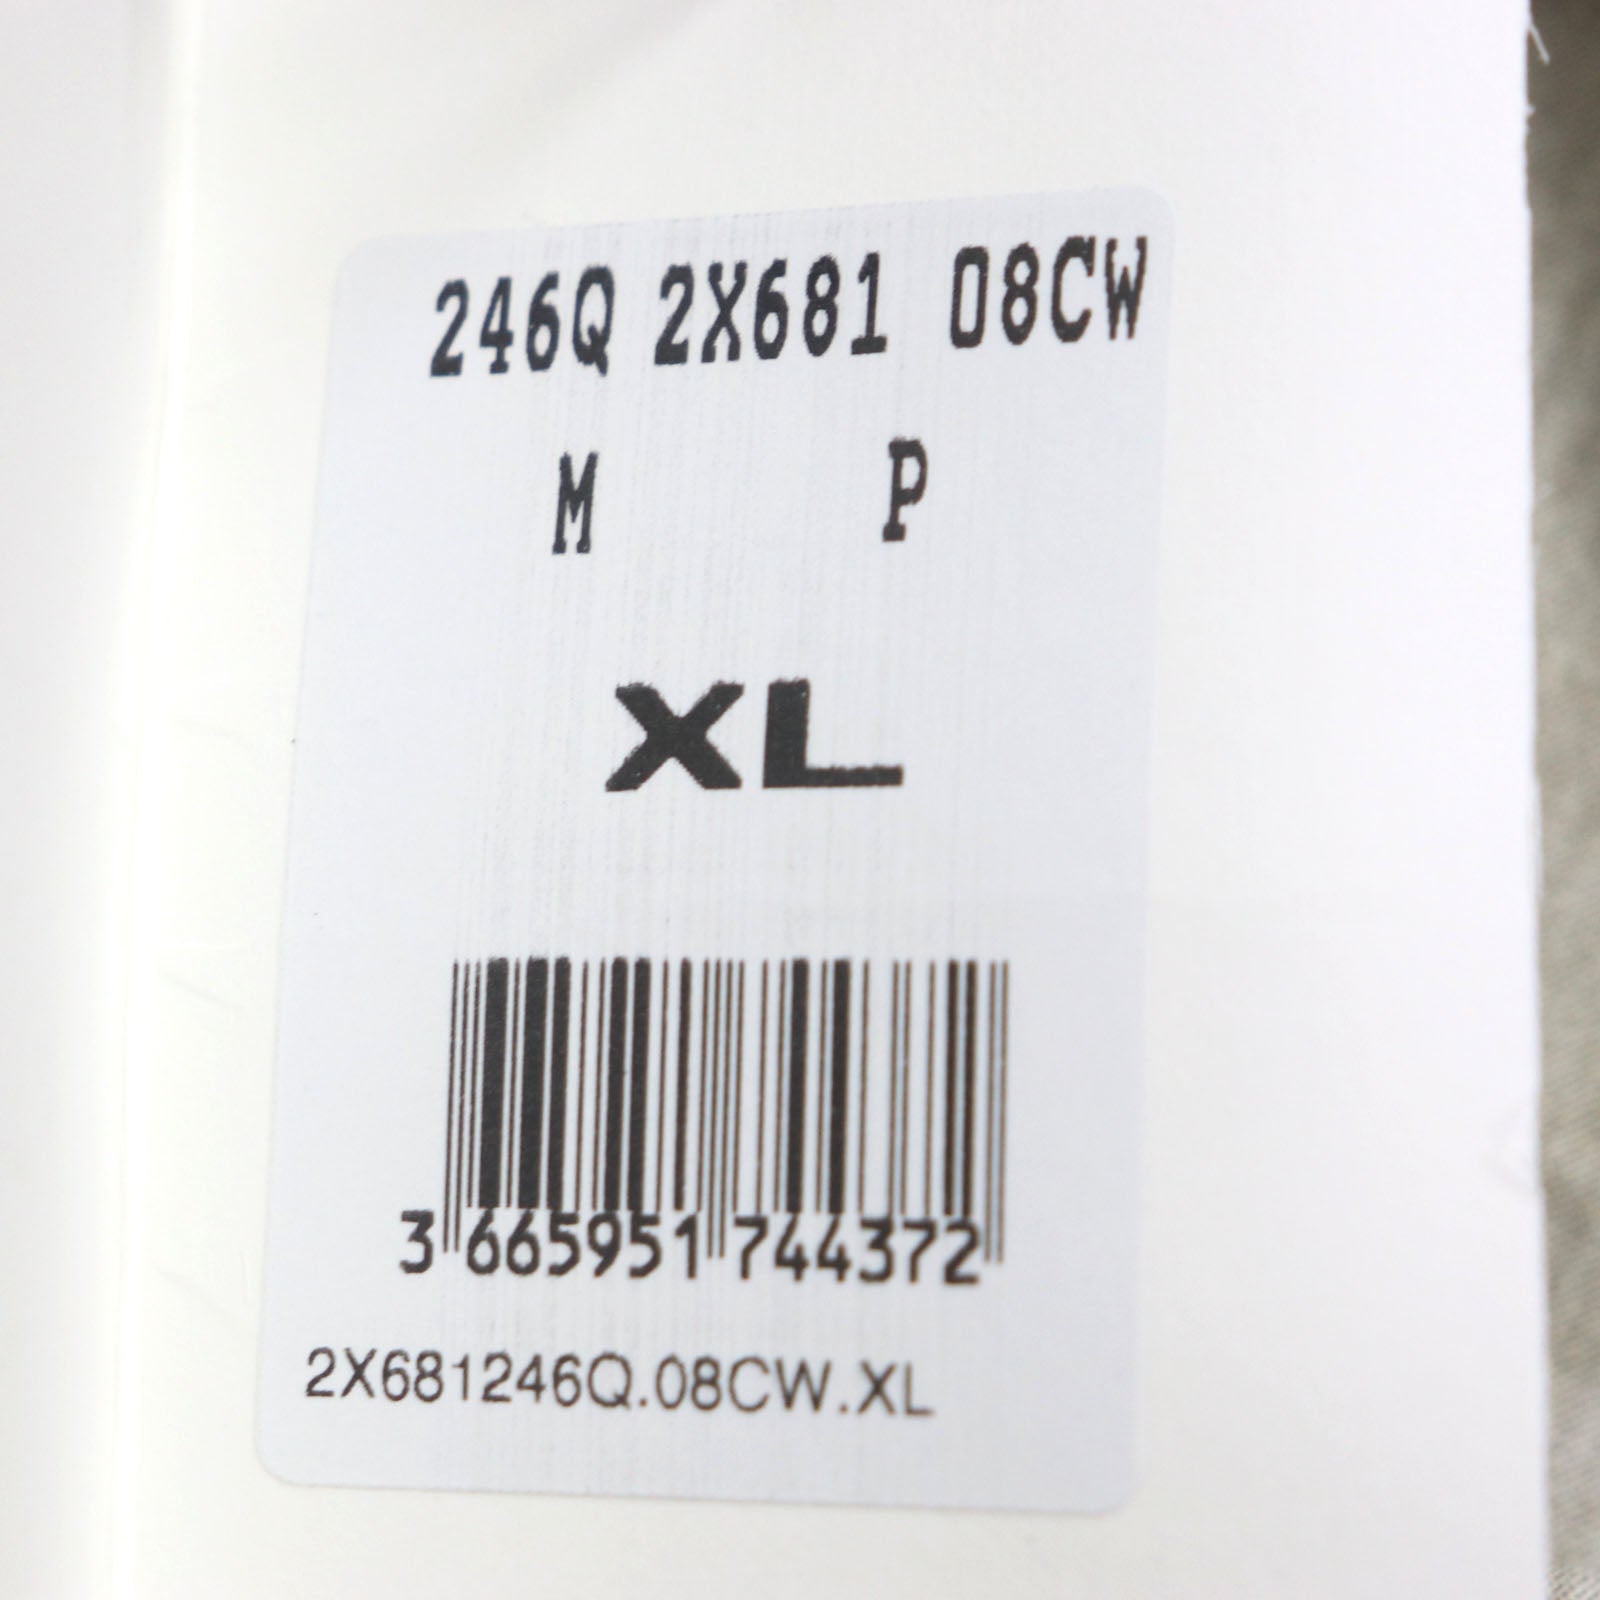 246Q 2X681 08CW
M P
XL
3 665951 744372
2X681246Q.08CW.XL